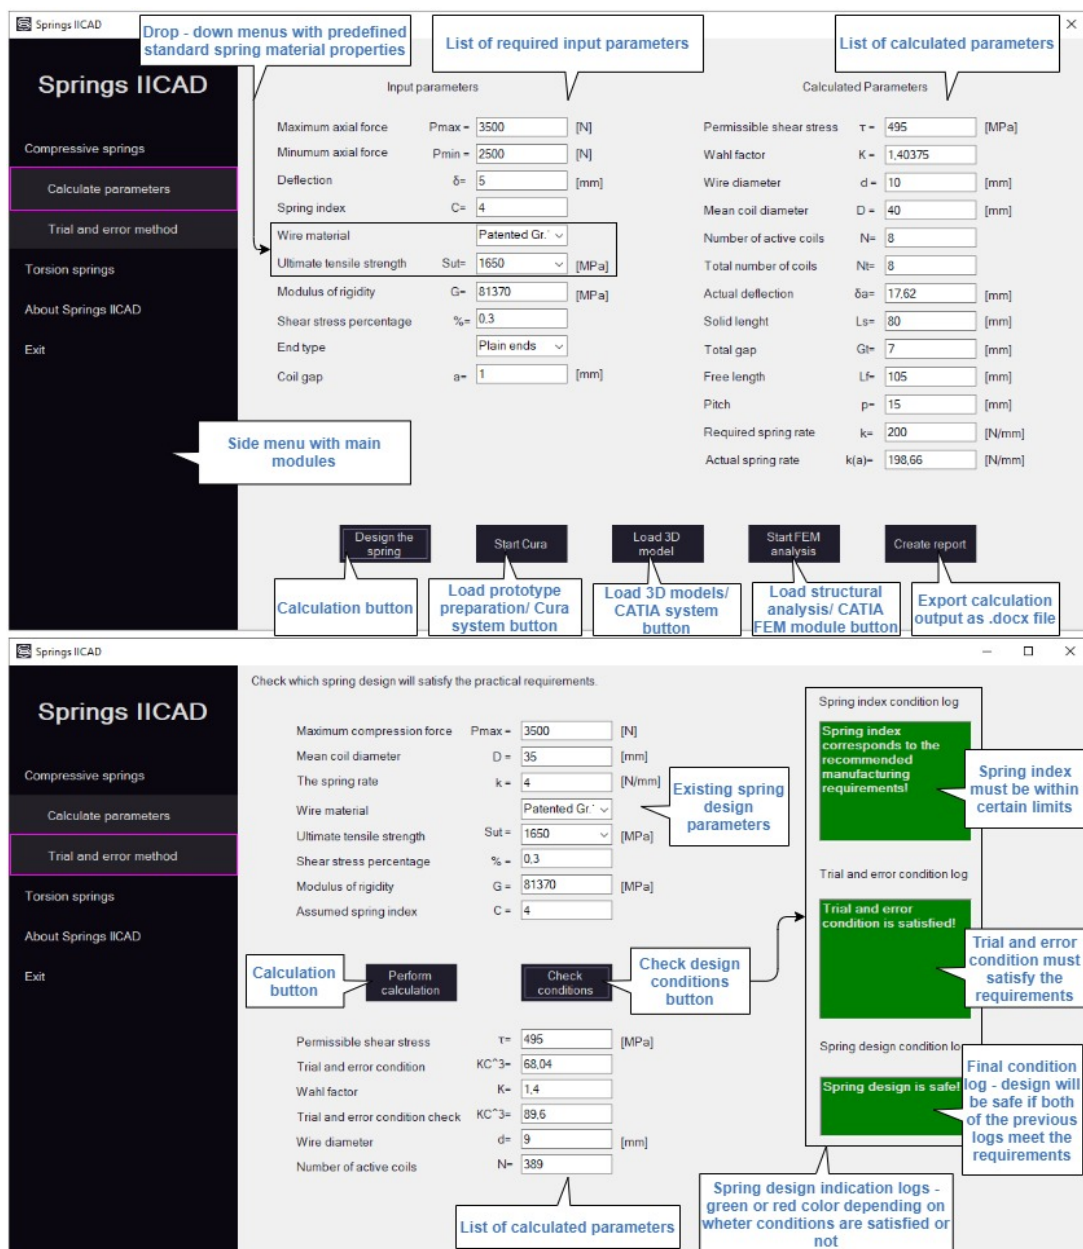 Springs IICAD
Drop - down menus with predefined
standard spring material properties
List of required input parameters
List of calculated parameters
Springs IICAD
Input parameters
Calculated Parameters
Compressive springs
Calculate parameters
Trial and error method
Torsion springs
About Springs IICAD
Exit
Maximum axial force Pmax = 3500 [N]
Minumum axial force Pmin = 2500 [N]
Deflection δ= 5 [mm]
Spring index C= 4
Wire material Patented Gr.
Ultimate tensile strength Sut= 1650 [MPa]
Modulus of rigidity G= 81370 [MPa]
Shear stress percentage %= 0,3
End type Plain ends
Coil gap a= 1 [mm]
Permissible shear stress τ = 495 [MPa]
Wahl factor K = 1,40375
Wire diameter d = 10 [mm]
Mean coil diameter D = 40 [mm]
Number of active coils N= 8
Total number of coils Nt= 8
Actual deflection δa= 17,62 [mm]
Solid lenght Ls= 80 [mm]
Total gap Gt= 7 [mm]
Free length Lf= 105 [mm]
Pitch p= 15 [mm]
Required spring rate k= 200 [N/mm]
Actual spring rate k(a)= 198,66 [N/mm]
Side menu with main
modules
Design the
spring
Start Cura
Load 3D
model
Start FEM
analysis
Create report
Calculation button
Load prototype
preparation/ Cura
system button
Load 3D models/
CATIA system
button
Load structural
analysis/ CATIA
FEM module button
Export calculation
output as .docx file
Springs IICAD
Springs IICAD
Compressive springs
Calculate parameters
Trial and error method
Torsion springs
About Springs IICAD
Exit
Check which spring design will satisfy the practical requirements.
Maximum compression force Pmax = 3500 [N]
Mean coil diameter D = 35 [mm]
The spring rate k = 4 [N/mm]
Wire material Patented Gr.
Ultimate tensile strength Sut = 1650 [MPa]
Shear stress percentage % = 0,3
Modulus of rigidity G = 81370 [MPa]
Assumed spring index C = 4
Existing spring
design
parameters
Calculation
button
Perform
calculation
Check
conditions
Check design
conditions
button
Permissible shear stress τ= 495 [MPa]
Trial and error condition KC^3= 68,04
Wahl factor K= 1,4
Trial and error condition check KC^3= 89,6
Wire diameter d= 9 [mm]
Number of active coils N= 389
List of calculated parameters
Spring index condition log
Spring index
corresponds to the
recommended
manufacturing
requirements!
Spring index
must be within
certain limits
Trial and error condition log
Trial and error
condition is satisfied!
Trial and error
condition must
satisfy the
requirements
Spring design condition lo
Spring design is safe!
Final condition
log - design will
be safe if both
of the previous
logs meet the
requirements
Spring design indication logs -
green or red color depending on
wheter conditions are satisfied or
not